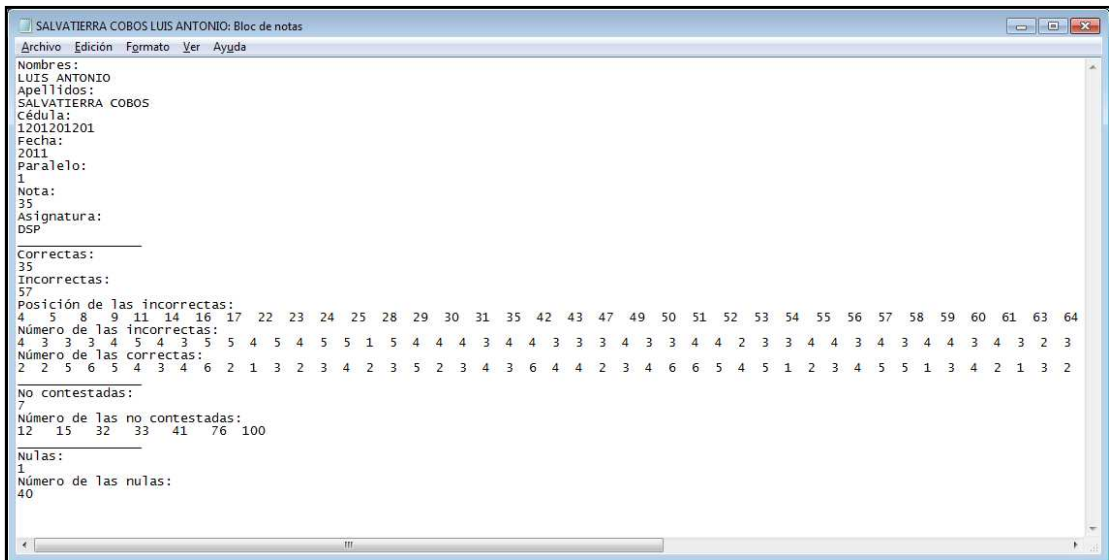 SALVATIERRA COBOS LUIS ANTONIO: Bloc de notas
Archivo Edición Formato Ver Ayuda
Nombres:
LUIS ANTONIO
Apellidos:
SALVATIERRA COBOS
Cédula:
1201201201
Fecha:
2011
Paralelo:
1
Nota:
35
Asignatura:
DSP
Correctas:
35
Incorrectas:
57
Posición de las incorrectas:
4 5 8 9 11 14 16 17 22 23 24 25 28 29 30 31 35 42 43 47 49 50 51 52 53 54 55 56 57 58 59 60 61 63 64
Número de las incorrectas:
4 3 3 3 4 5 4 3 5 5 4 5 4 5 5 1 5 4 4 4 3 4 4 3 3 3 4 3 3 4 4 2 3 3 4 4 3 4 3 4 4 3 4 3 2 3
Número de las correctas:
2 2 5 6 5 4 3 4 6 2 1 3 2 3 4 2 3 5 2 3 4 3 6 4 4 2 3 4 6 6 5 4 5 1 2 3 4 5 5 1 3 4 2 1 3 2
No contestadas:
7
Número de las no contestadas:
12 15 32 33 41 76 100
Nulas:
1
Número de las nulas:
40